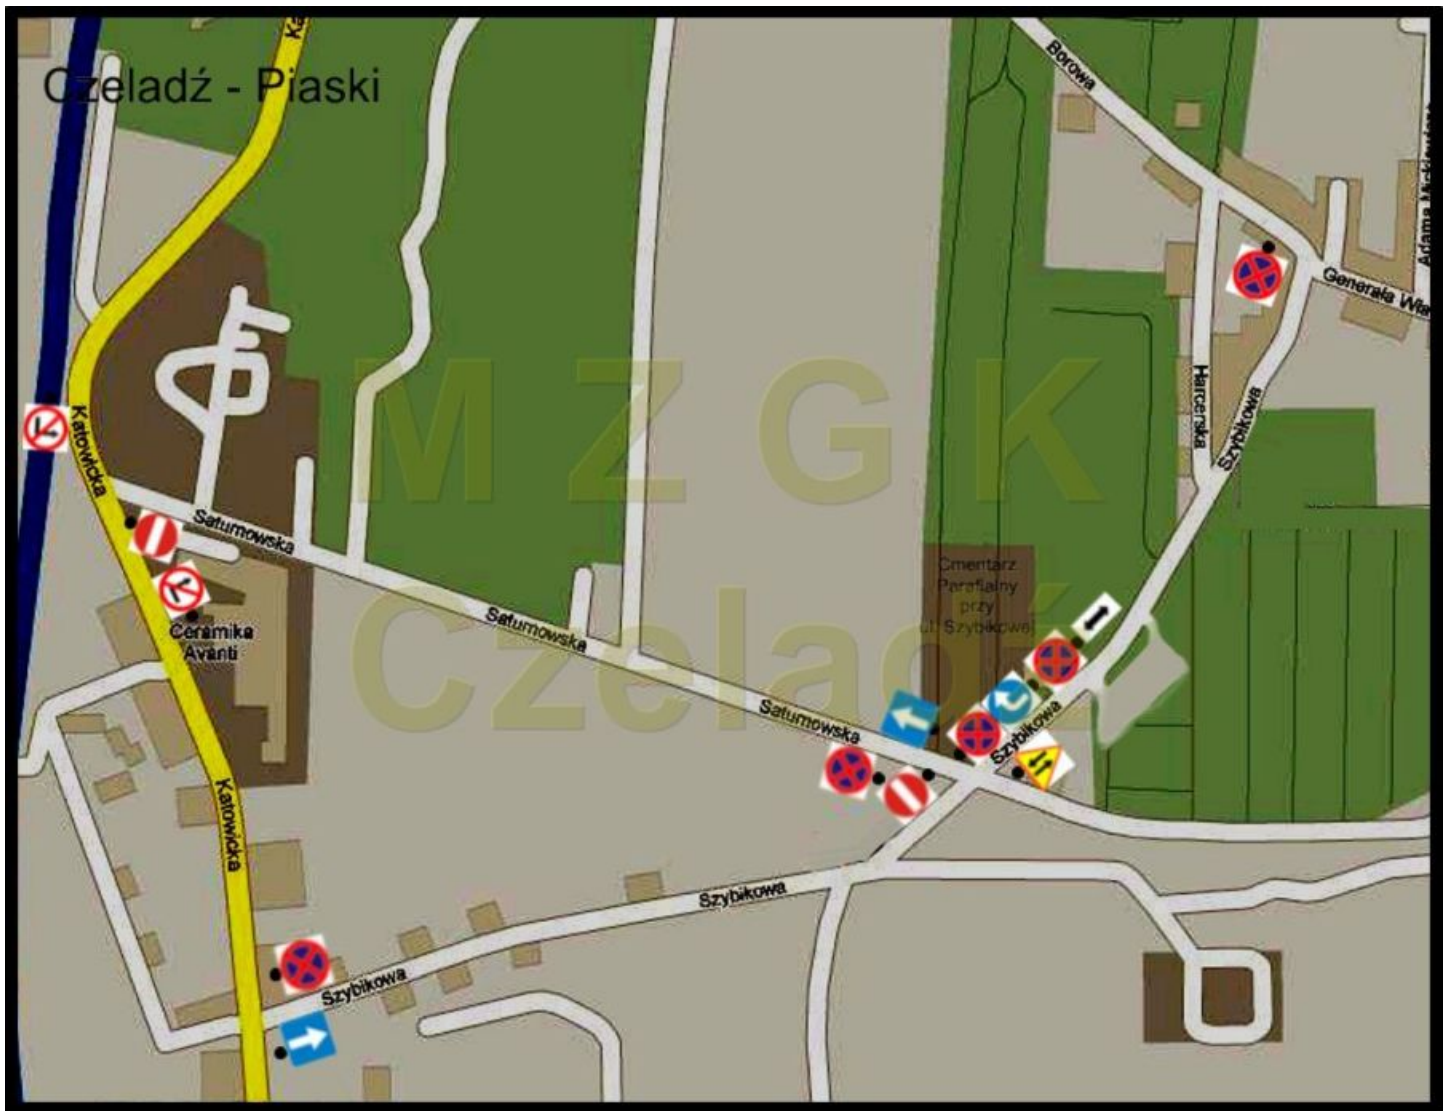 Ka
Czeladź - Piaski
Borowa
Adama Mickiewicza
Generała Wła
M Z G K
Harcerska
Szybikowa
Katowicka
Saturnowska
Cmentarz
Parafialny
przy
ul. Szybikowej
Czeladź
Saturnowska
Ceramika
Avanti
Saturnowska
Szybikowa
Katowicka
Szybikowa
Szybikowa